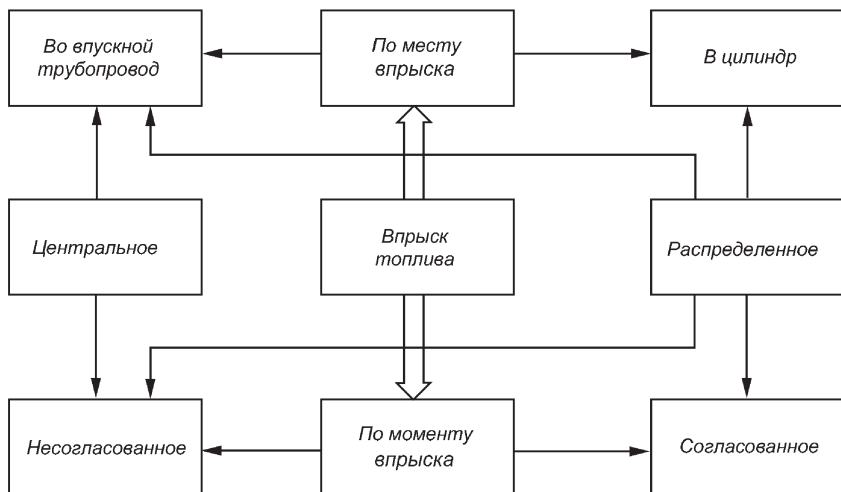 Во впускной
трубопровод
По месту
впрыска
В цилиндр
Центральное
Впрыск
топлива
Распределенное
Несогласованное
По моменту
впрыска
Согласованное